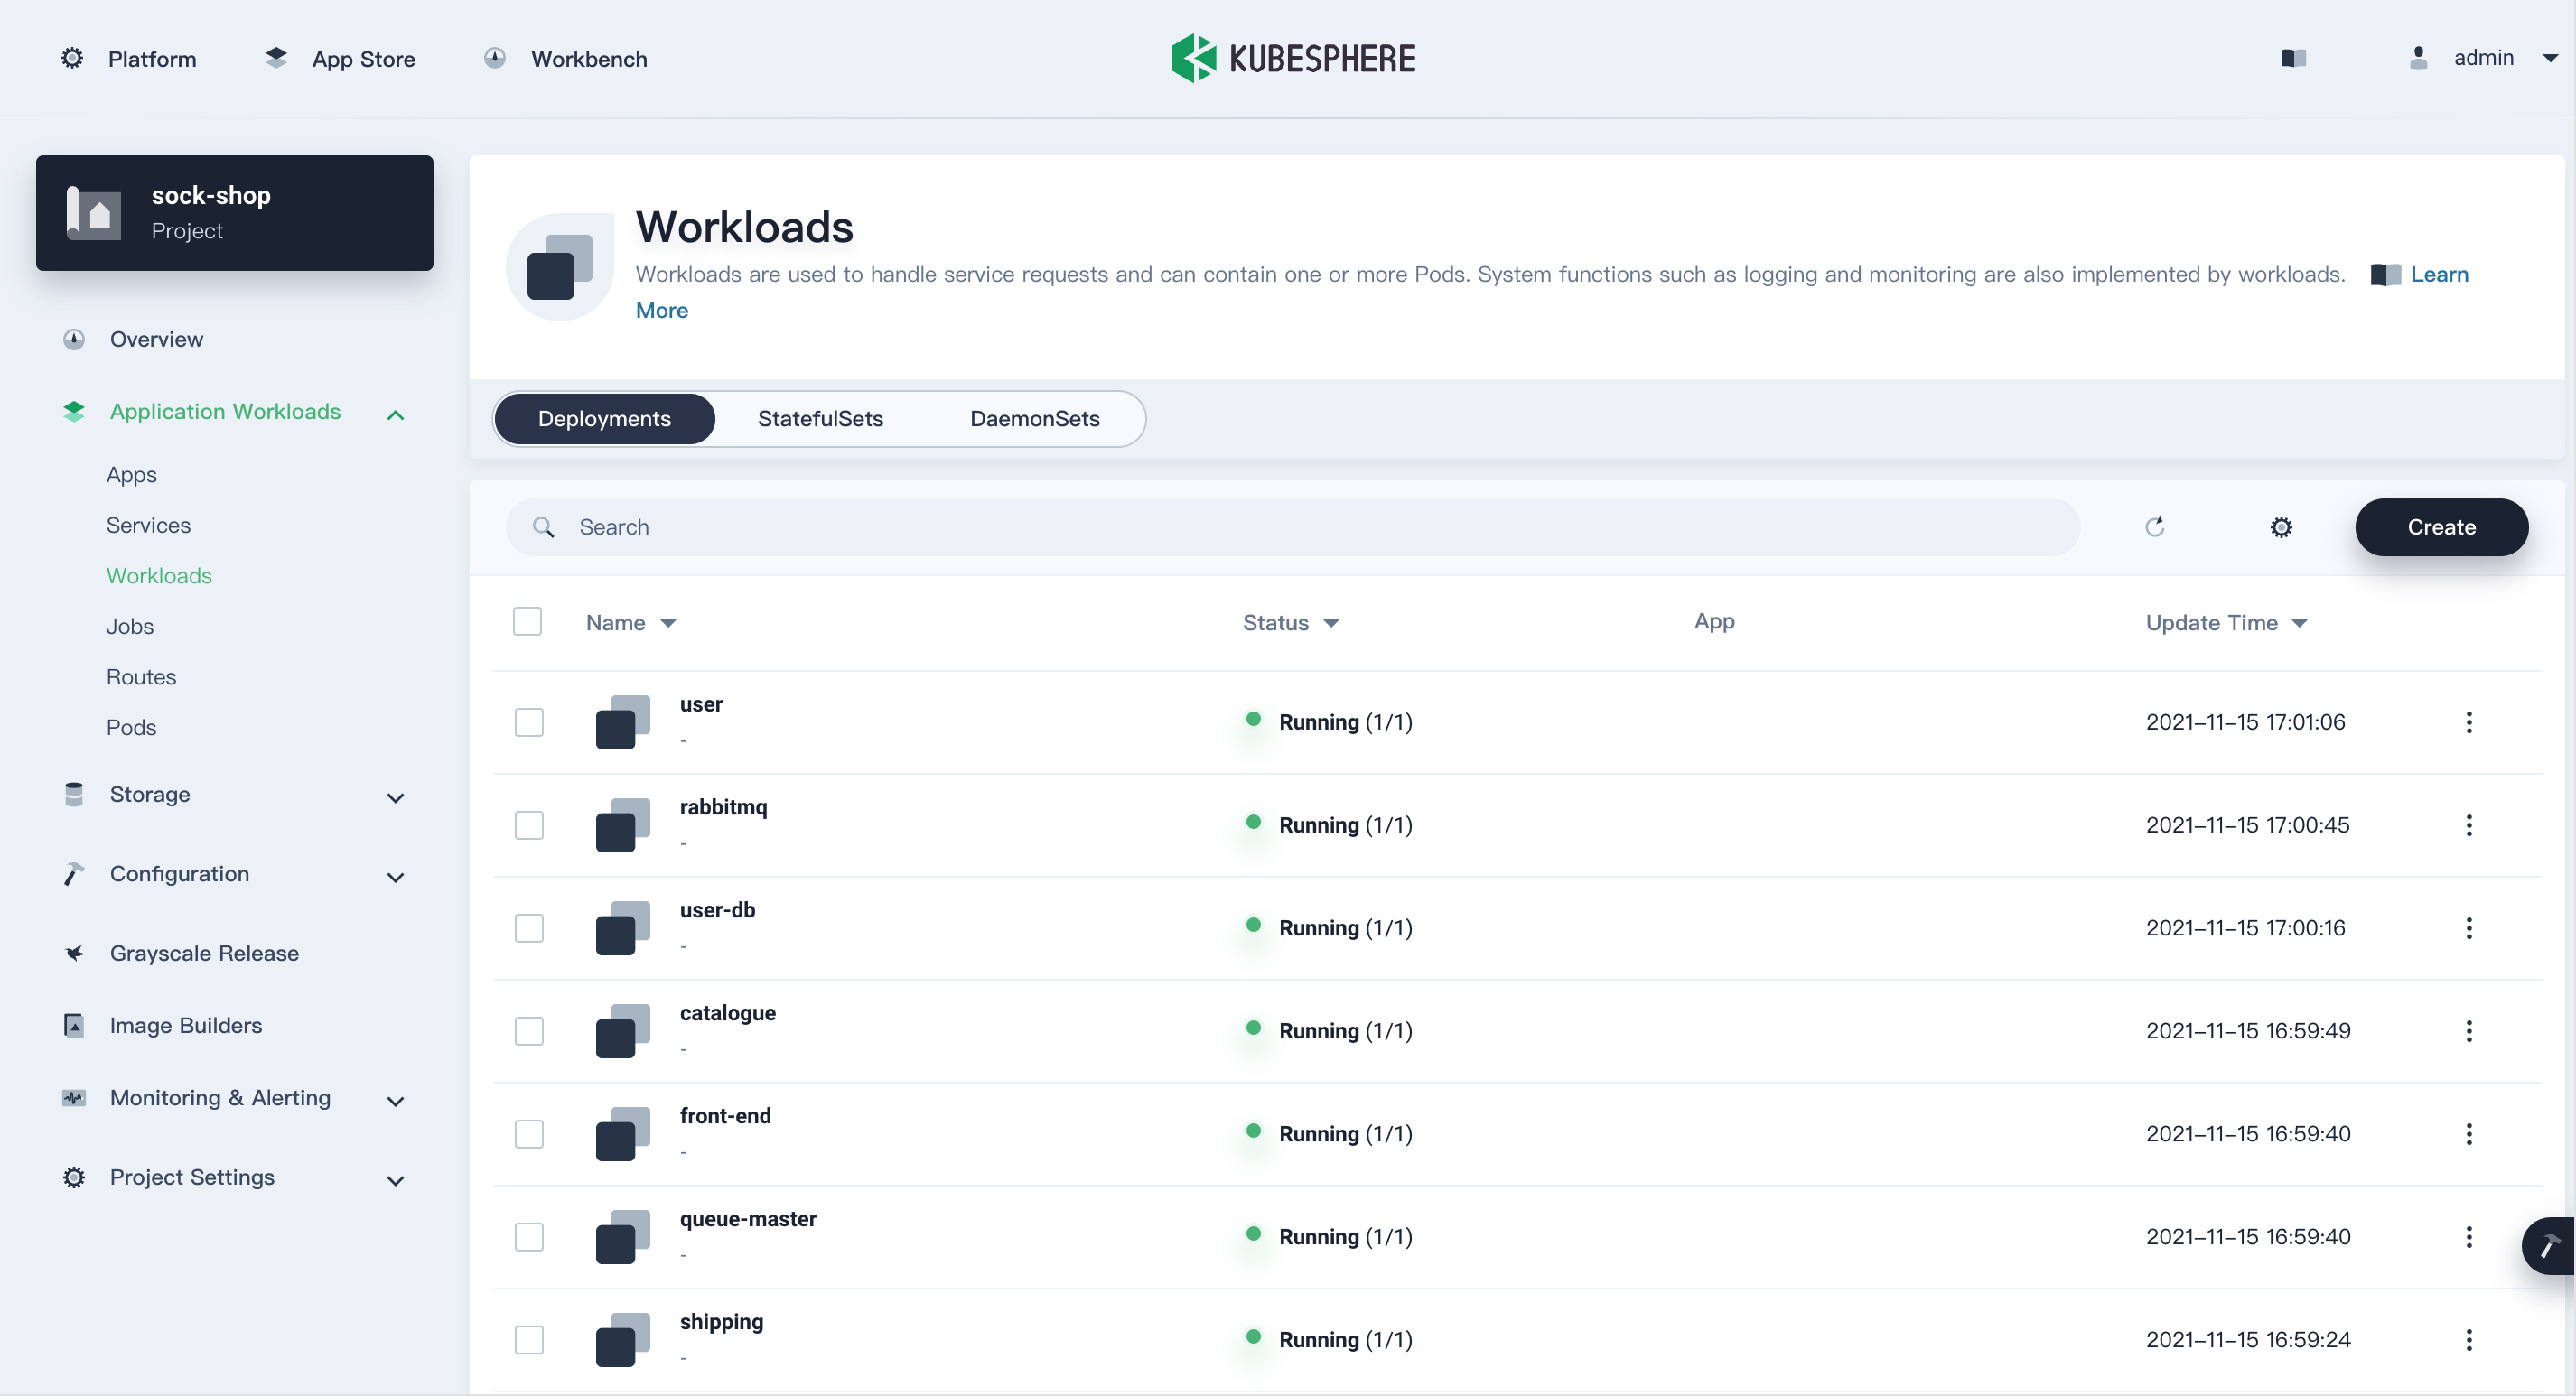 Platform
App Store
Workbench
KUBESPHERE
admin
sock-shop
Project
Overview
Application Workloads
Apps
Services
Workloads
Jobs
Routes
Pods
Storage
Configuration
Grayscale Release
Image Builders
Monitoring & Alerting
Project Settings
Workloads
Workloads are used to handle service requests and can contain one or more Pods. System functions such as logging and monitoring are also implemented by workloads. Learn
More
Deployments StatefulSets DaemonSets
Search
Create
Name Status App Update Time
user
-
Running (1/1) 2021-11-15 17:01:06
rabbitmq
-
Running (1/1) 2021-11-15 17:00:45
user-db
-
Running (1/1) 2021-11-15 17:00:16
catalogue
-
Running (1/1) 2021-11-15 16:59:49
front-end
-
Running (1/1) 2021-11-15 16:59:40
queue-master
-
Running (1/1) 2021-11-15 16:59:40
shipping
-
Running (1/1) 2021-11-15 16:59:24